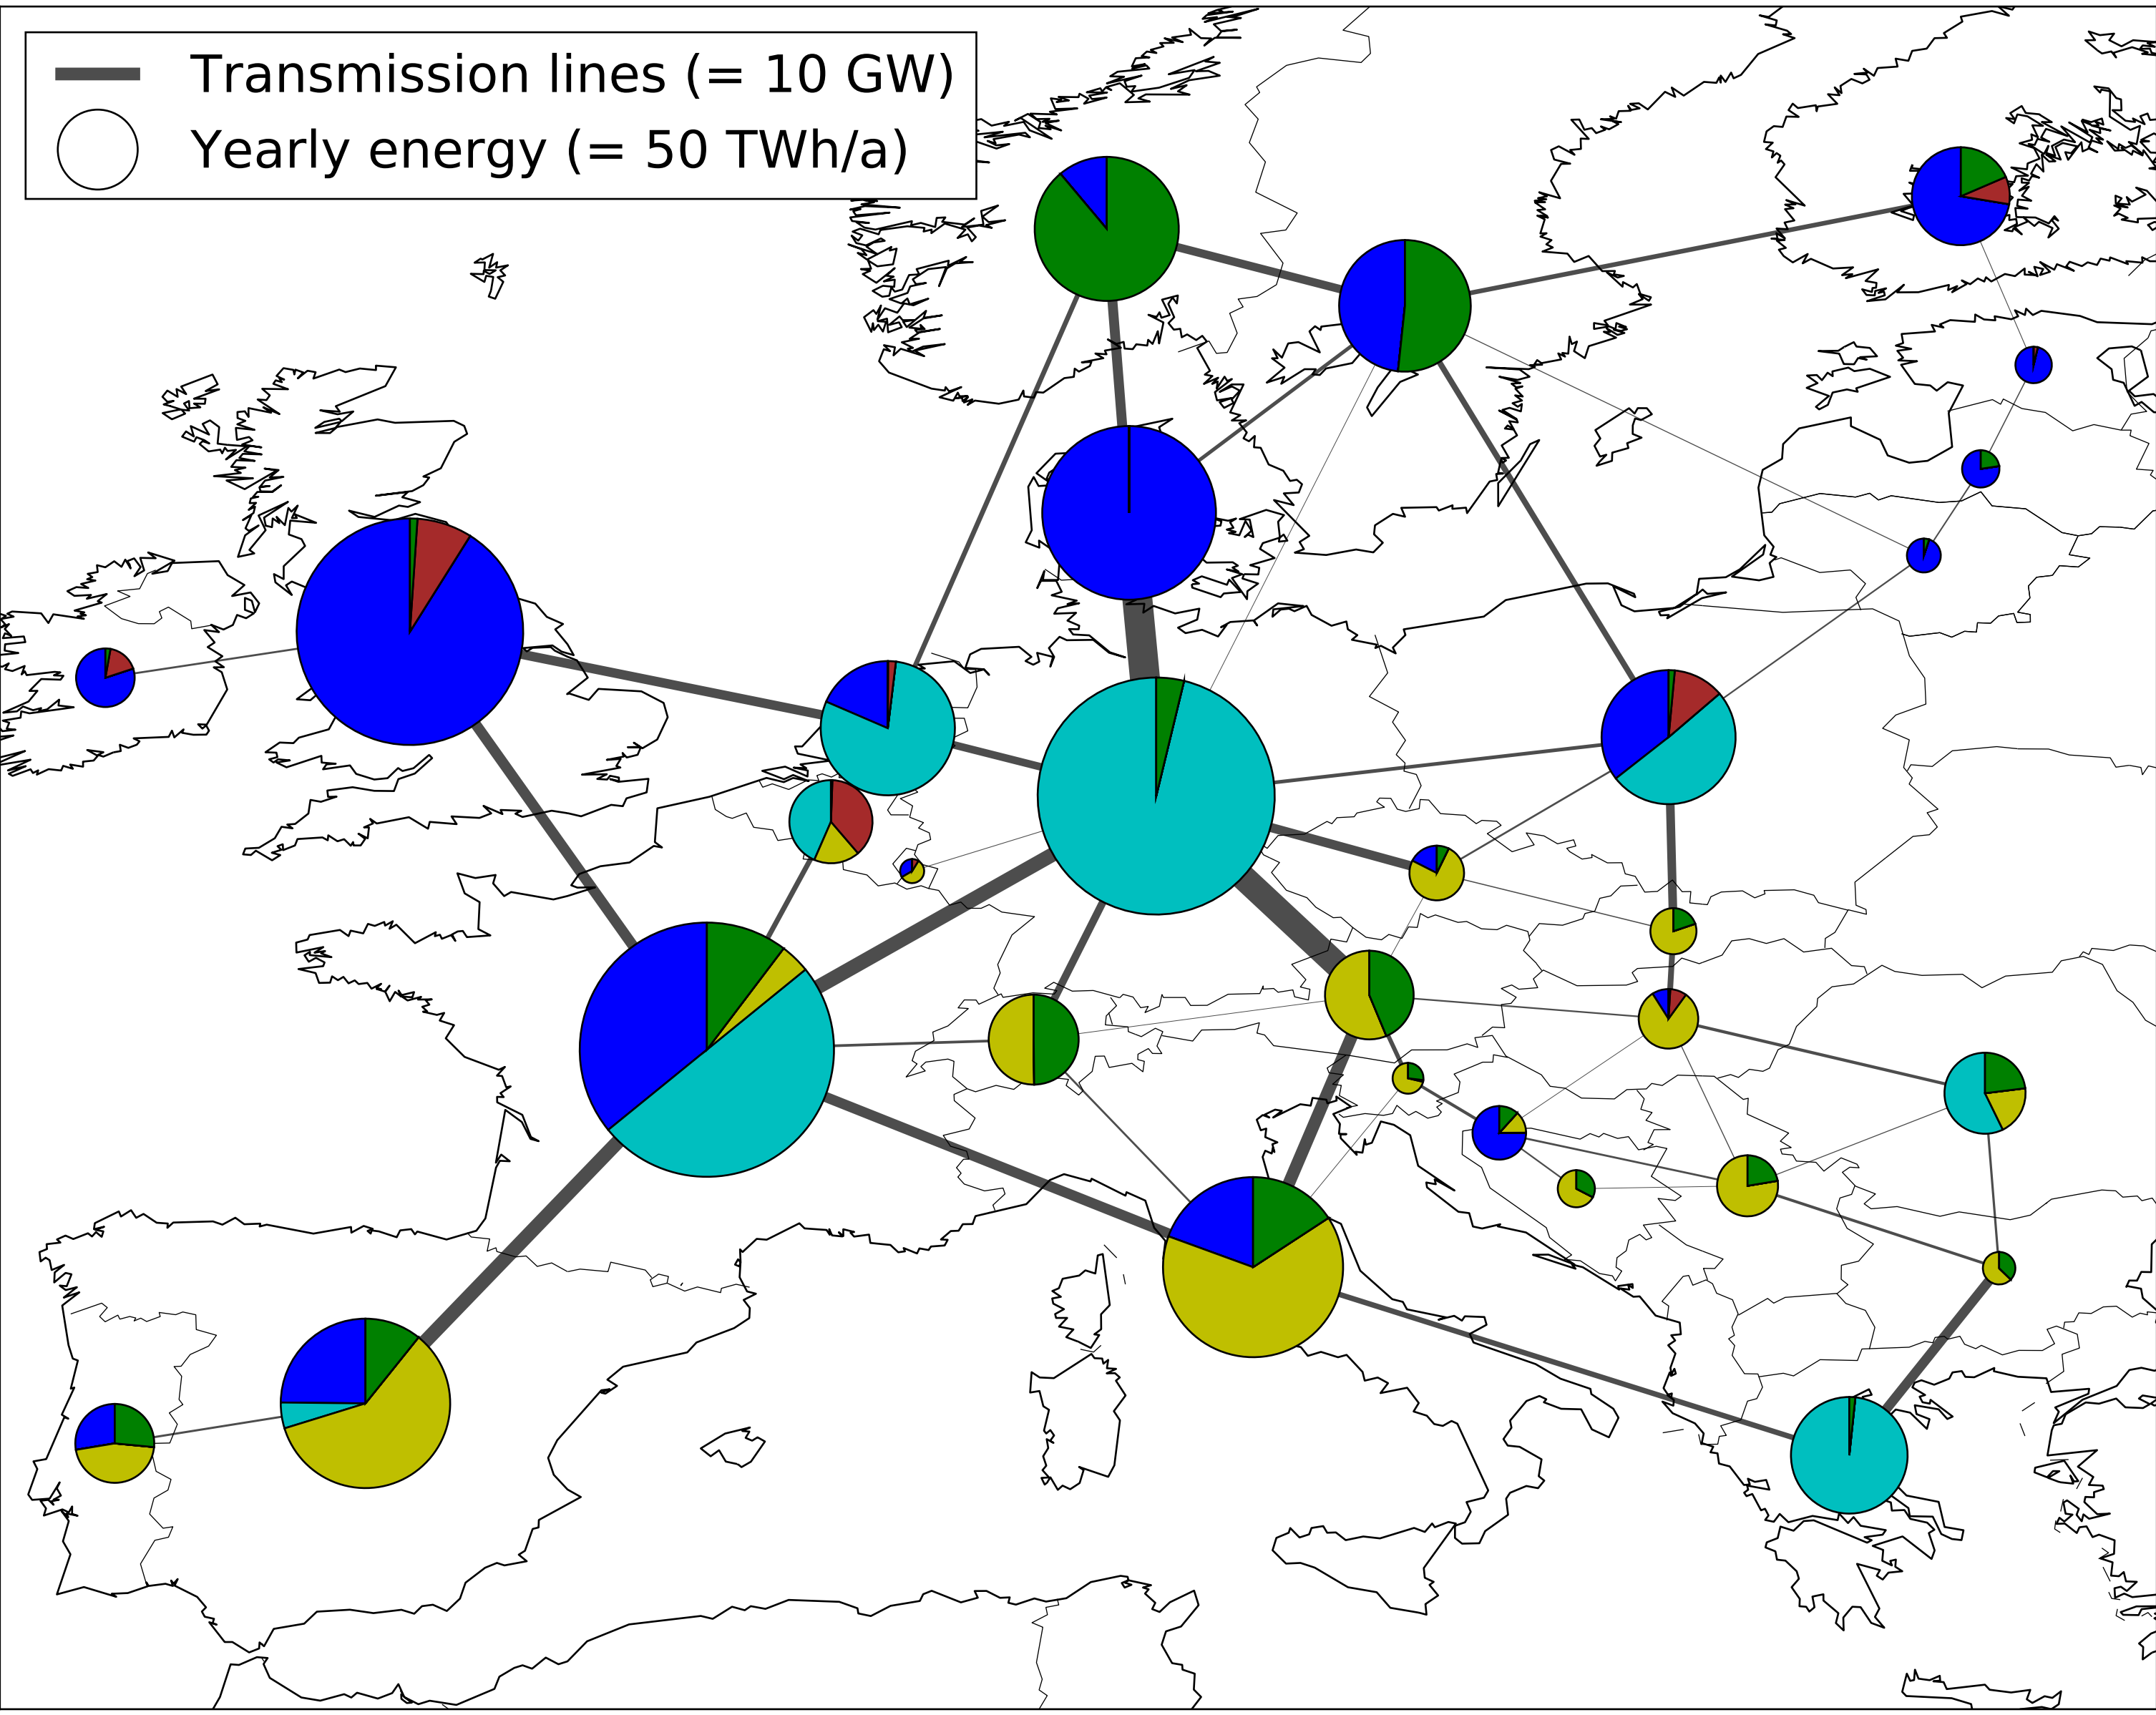 Transmission lines (= 10 GW)
Yearly energy (= 50 TWh/a)